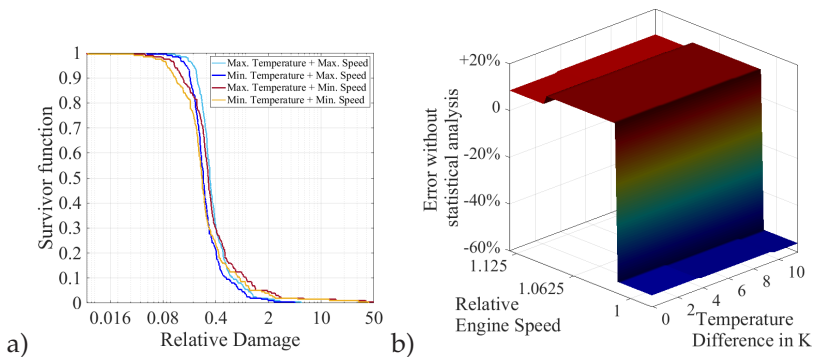 1
0.9
0.8
0.7
0.6
0.5
0.4
0.3
0.2
0.1
0
Survivor function
Max. Temperature + Max. Speed
Min. Temperature + Max. Speed
Max. Temperature + Min. Speed
Min. Temperature + Min. Speed
0.016 0.08 0.4 2 10 50
Relative Damage
a)
+20%
0
-20%
-40%
-60%
Error without
statistical analysis
1.125
1.0625
1
Relative
Engine Speed
0 2 4 6 8 10
Temperature
Difference in K
b)